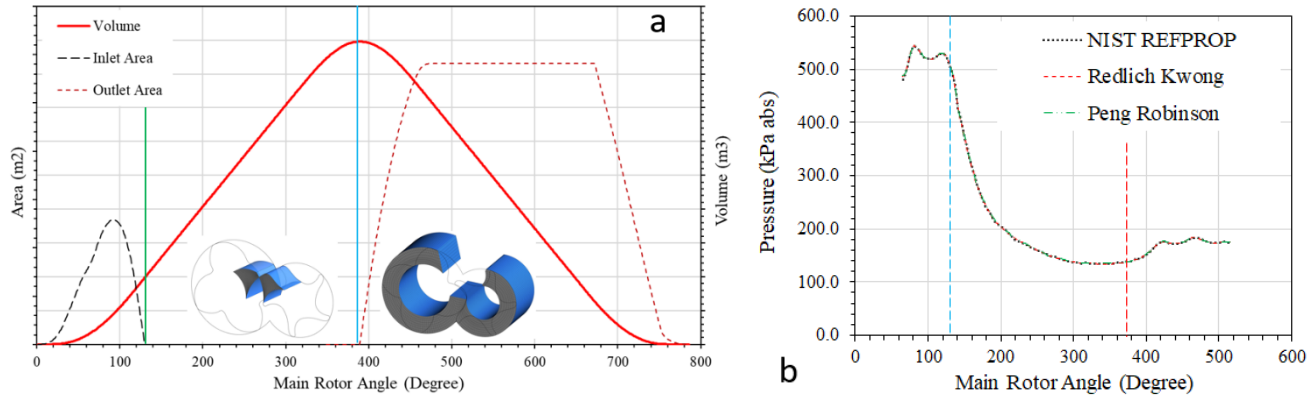 a
Volume
Inlet Area
Outlet Area
Area (m2)
Volume (m3)
0 100 200 300 400 500 600 700 800
Main Rotor Angle (Degree)
600.0
500.0
400.0
300.0
200.0
100.0
0.0
Pressure (kPa abs)
NIST REFPROP
Redlich Kwong
Peng Robinson
0 100 200 300 400 500 600
Main Rotor Angle (Degree)
b